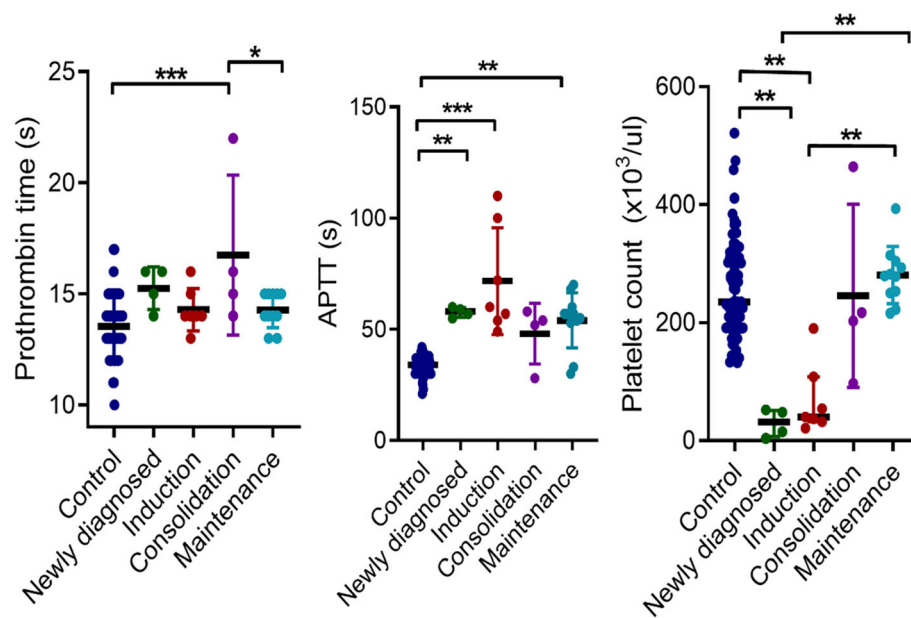 Prothrombin time (s)
25
20
15
10
***
*
Control
Newly diagnosed
Induction
Consolidation
Maintenance
APTT (s)
150
100
50
0
**
***
**
Control
Newly diagnosed
Induction
Consolidation
Maintenance
Platelet count (x10³/ul)
600
400
200
0
**
**
**
**
Control
Newly diagnosed
Induction
Consolidation
Maintenance